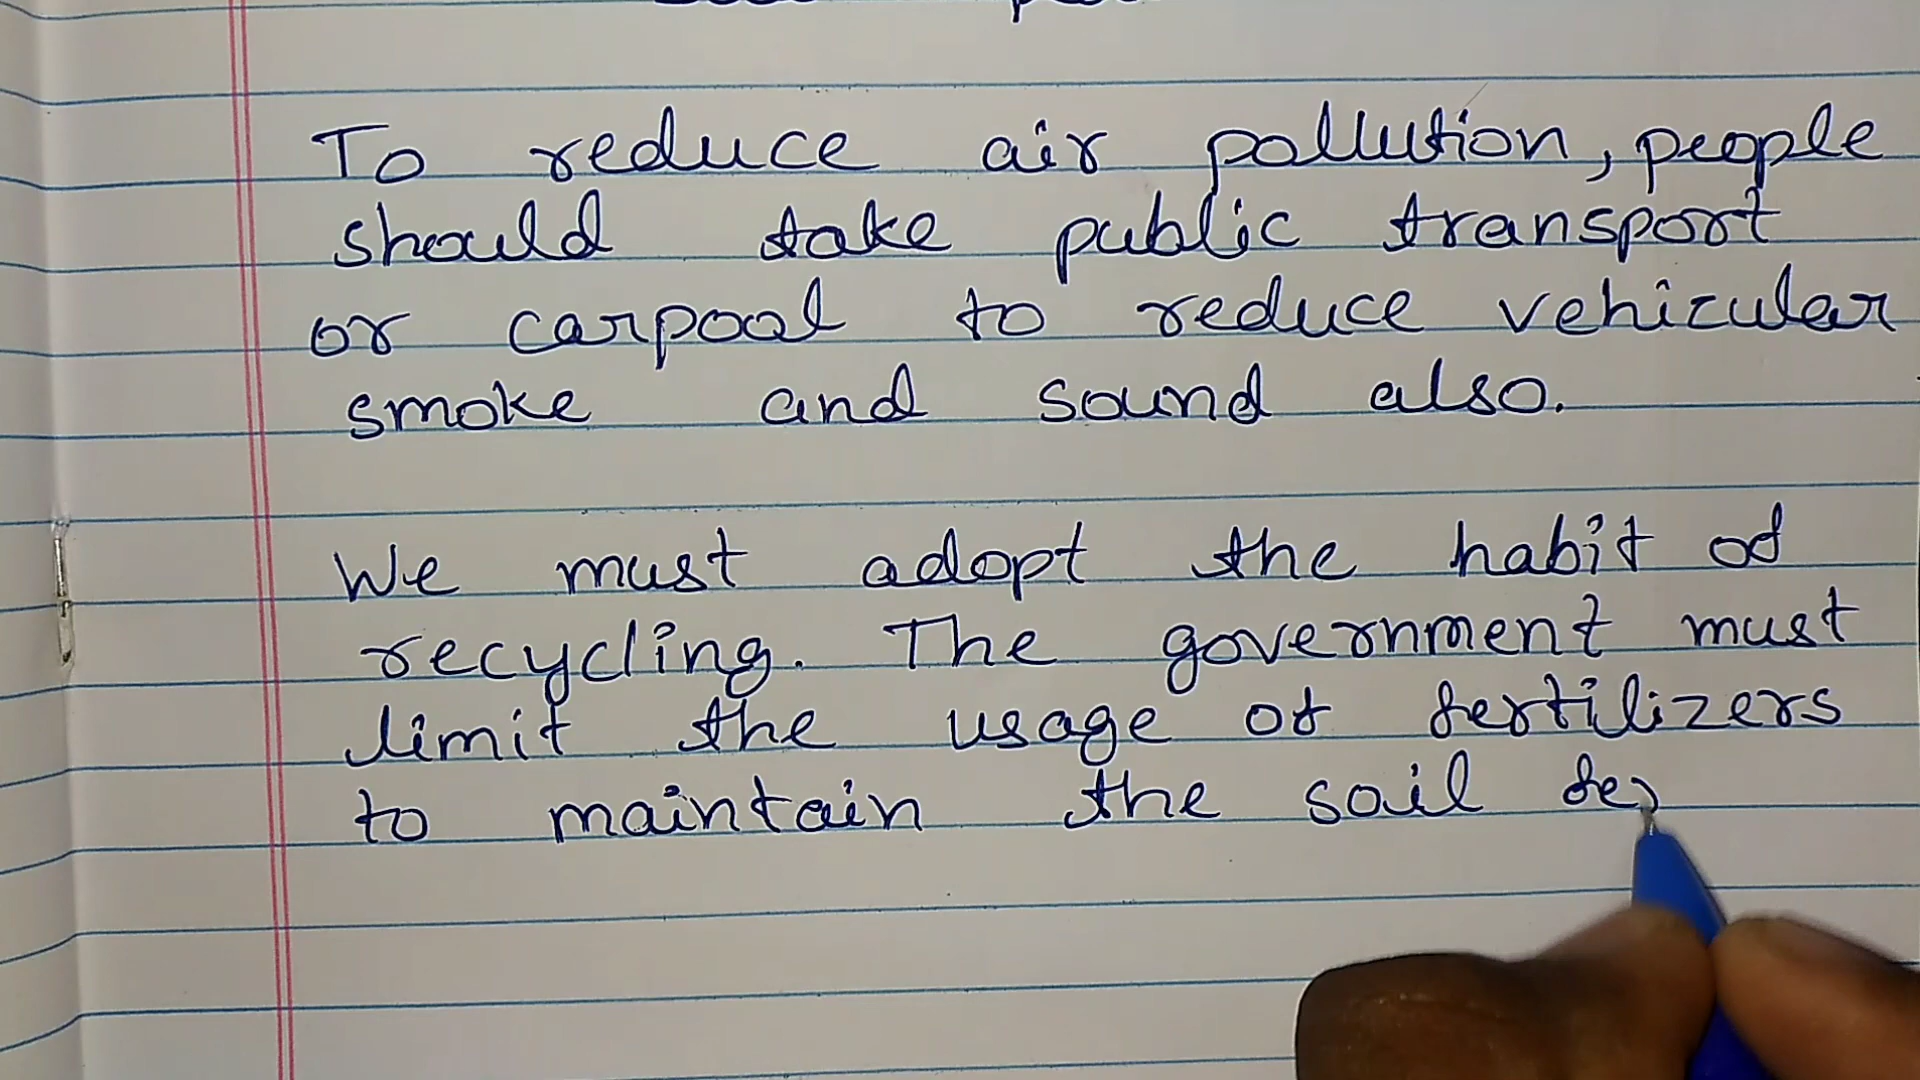 To reduce air pollution, people
should take public transport
or carpool to reduce vehicular
smoke and sound also.
We must adopt the habit of
recycling. The government must
limit the usage of fertilizers
to maintain the soil fer